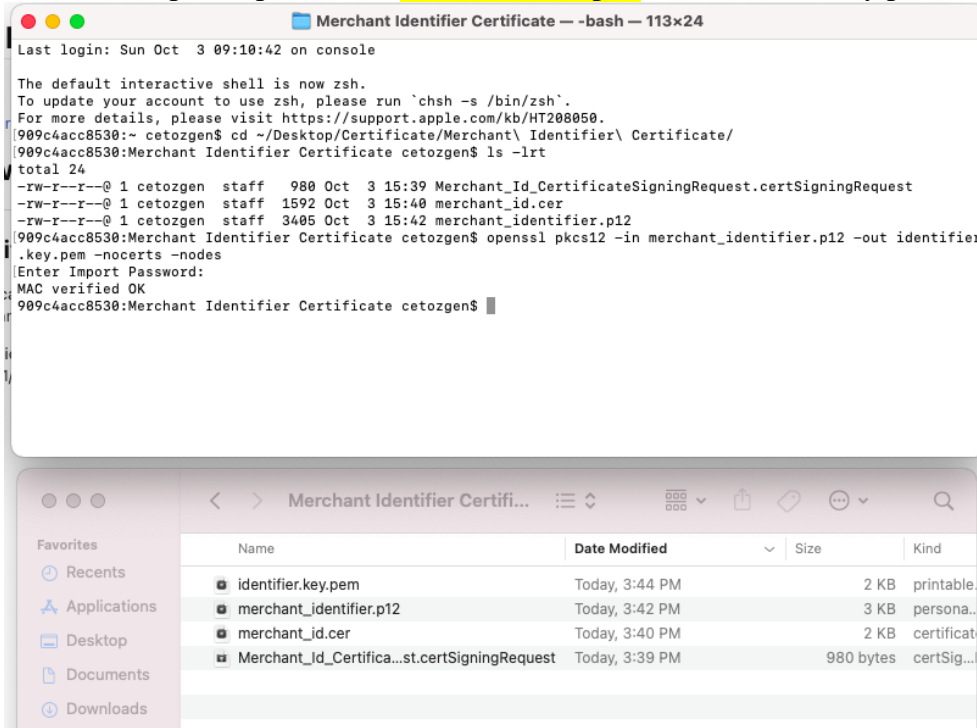 Merchant Identifier Certificate — -bash — 113×24
Last login: Sun Oct  3 09:10:42 on console
The default interactive shell is now zsh.
To update your account to use zsh, please run `chsh -s /bin/zsh`.
For more details, please visit https://support.apple.com/kb/HT208050.
[909c4acc8530:~ cetozgen$ cd ~/Desktop/Certificate/Merchant\ Identifier\ Certificate/
[909c4acc8530:Merchant Identifier Certificate cetozgen$ ls -lrt
total 24
-rw-r--r--@ 1 cetozgen  staff   980 Oct  3 15:39 Merchant_Id_CertificateSigningRequest.certSigningRequest
-rw-r--r--@ 1 cetozgen  staff  1592 Oct  3 15:40 merchant_id.cer
-rw-r--r--@ 1 cetozgen  staff  3405 Oct  3 15:42 merchant_identifier.p12
[909c4acc8530:Merchant Identifier Certificate cetozgen$ openssl pkcs12 -in merchant_identifier.p12 -out identifier
.key.pem -nocerts -nodes
[Enter Import Password:
MAC verified OK
909c4acc8530:Merchant Identifier Certificate cetozgen$
Merchant Identifier Certifi...
Favorites
Name Date Modified Size Kind
Recents
identifier.key.pem Today, 3:44 PM 2 KB printable.
Applications
merchant_identifier.p12 Today, 3:42 PM 3 KB persona...
Desktop
merchant_id.cer Today, 3:40 PM 2 KB certificat
Merchant_Id_Certifica...st.certSigningRequest Today, 3:39 PM 980 bytes certSig...
Documents
Downloads